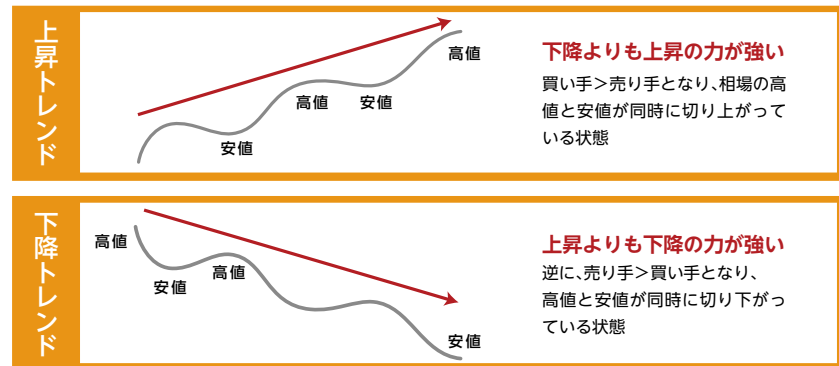 上昇トレンド
高値
高値
安値
安値
下降よりも上昇の力が強い
買い手＞売り手となり、相場の高
値と安値が同時に切り上がって
いる状態
下降トレンド
高値
高値
安値
安値
上昇よりも下降の力が強い
逆に、売り手＞買い手となり、
高値と安値が同時に切り下がっ
ている状態